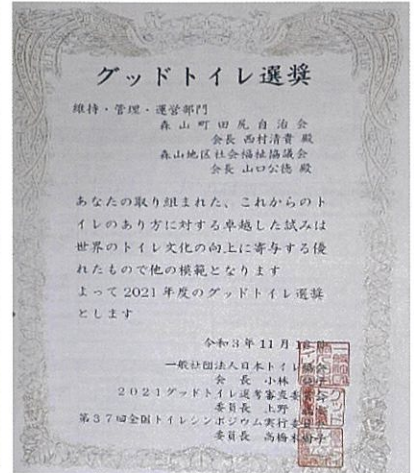 グッドトイレ選奨
維持・管理・運営部門
森山町田尻自治会
会長 西村清貴 殿
森山地区社会福祉協議会
会長 山口公徳 殿
あなたの取り組まれた、これからのト
イレのあり方に対する卓越した試みは
世界のトイレ文化の向上に寄与する優
れたもので他の模範となります
よって2021年度のグッドトイレ選奨
とします
令和3年11月
一般社団法人日本トイレ協会
会長 小林
2021グッドトイレ選考審査委
委員長 上野
第37回全国トイレシンポジウム実行委
委員長 高橋